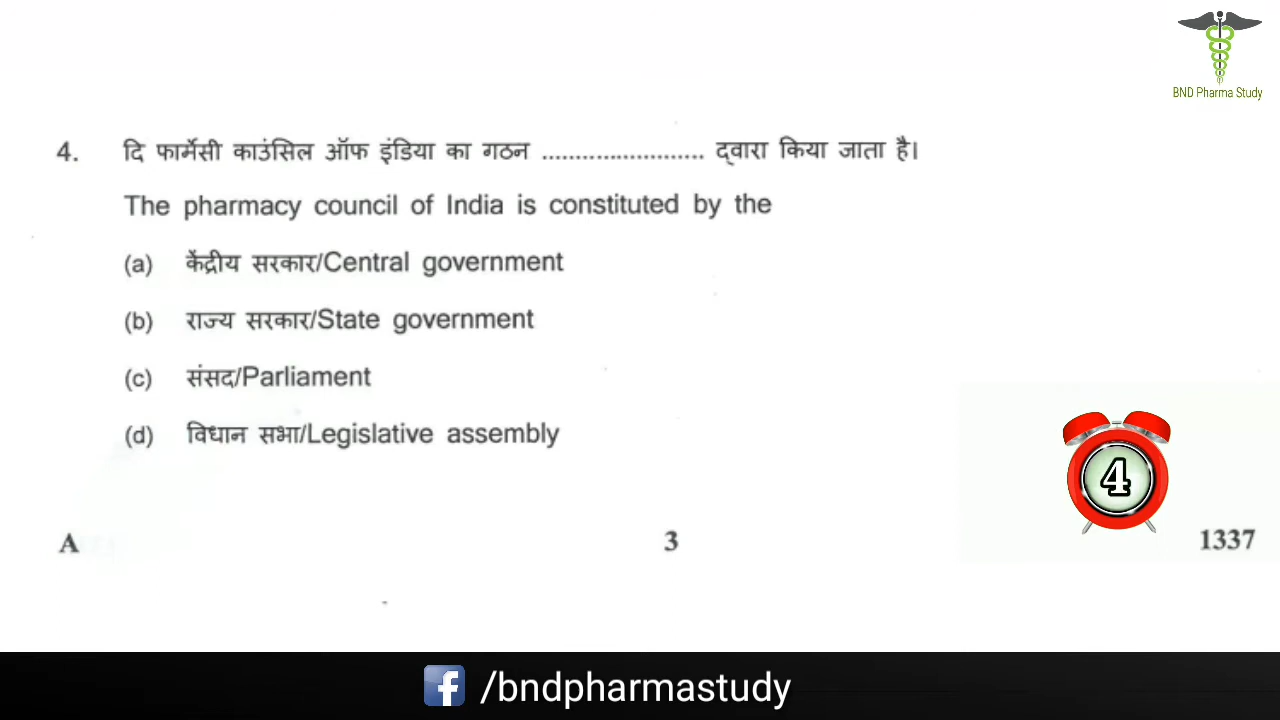 BND Pharma Study
4. दि फार्मेसी काउंसिल ऑफ इंडिया का गठन ........................ द्वारा किया जाता है।
The pharmacy council of India is constituted by the
(a) केंद्रीय सरकार/Central government
(b) राज्य सरकार/State government
(c) संसद/Parliament
(d) विधान सभा/Legislative assembly
4
A 3 1337
/bndpharmastudy